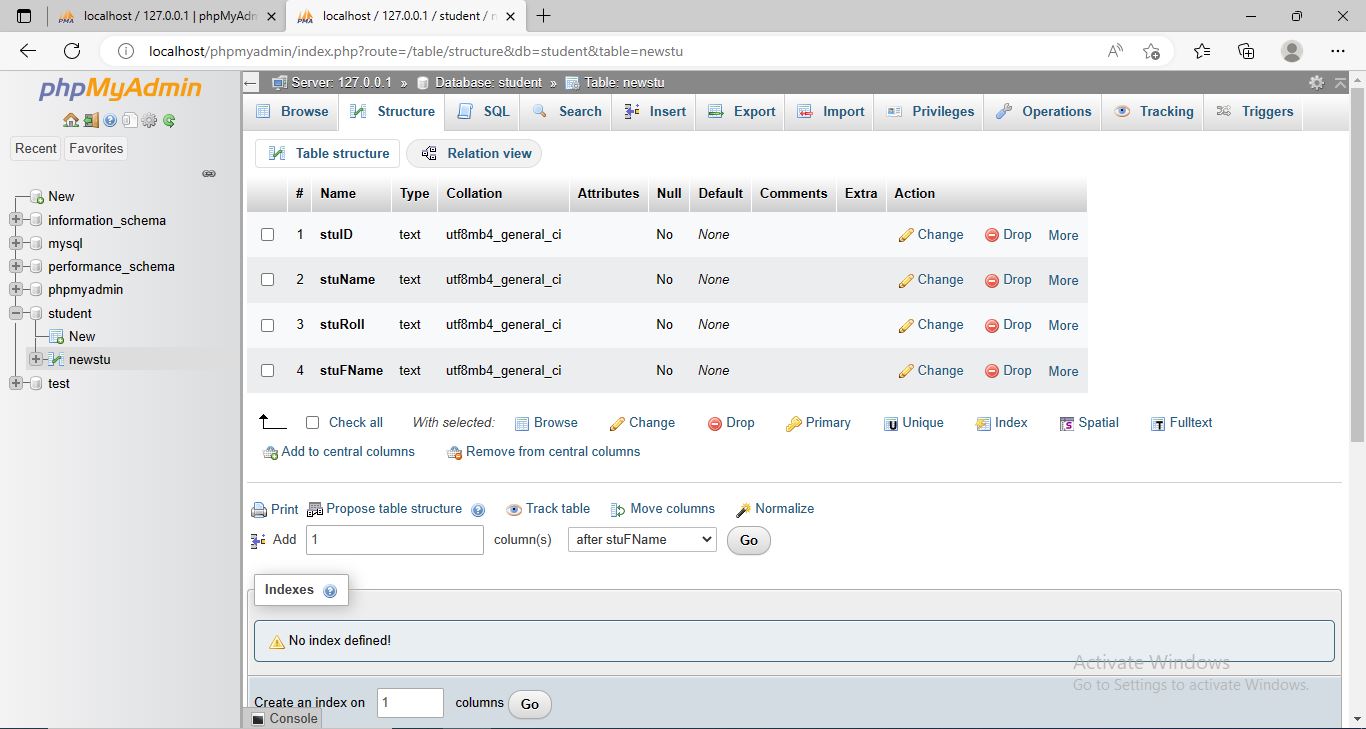 localhost / 127.0.0.1 | phpMyAdm
localhost / 127.0.0.1 / student / n
localhost/phpmyadmin/index.php?route=/table/structure&db=student&table=newstu
phpMyAdmin
Recent Favorites
New
information_schema
mysql
performance_schema
phpmyadmin
student
New
newstu
test
Server: 127.0.0.1 » Database: student » Table: newstu
Browse Structure SQL Search Insert Export Import Privileges Operations Tracking Triggers
Table structure Relation view
# Name Type Collation Attributes Null Default Comments Extra Action
1 stuID text utf8mb4_general_ci No None Change Drop More
2 stuName text utf8mb4_general_ci No None Change Drop More
3 stuRoll text utf8mb4_general_ci No None Change Drop More
4 stuFName text utf8mb4_general_ci No None Change Drop More
Check all With selected: Browse Change Drop Primary Unique Index Spatial Fulltext
Add to central columns Remove from central columns
Print Propose table structure Track table Move columns Normalize
Add 1 column(s) after stuFName Go
Indexes
No index defined!
Create an index on 1 columns Go
Console
Activate Windows
Go to Settings to activate Windows.